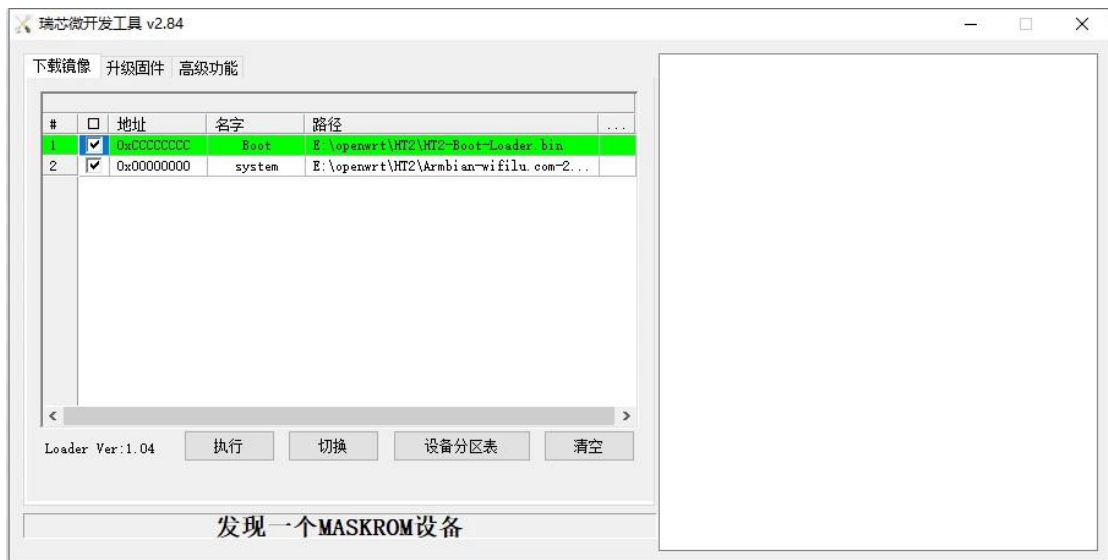 瑞芯微开发工具 v2.84
下载镜像 升级固件 高级功能
# 地址 名字 路径 ...
1 0xCCCCCCCC Boot E:\openwrt\HT2\HT2-Boot-Loader.bin
2 0x00000000 system E:\openwrt\HT2\Armbian-wifilu.com-2...
Loader Ver:1.04 执行 切换 设备分区表 清空
发现一个MASKROM设备